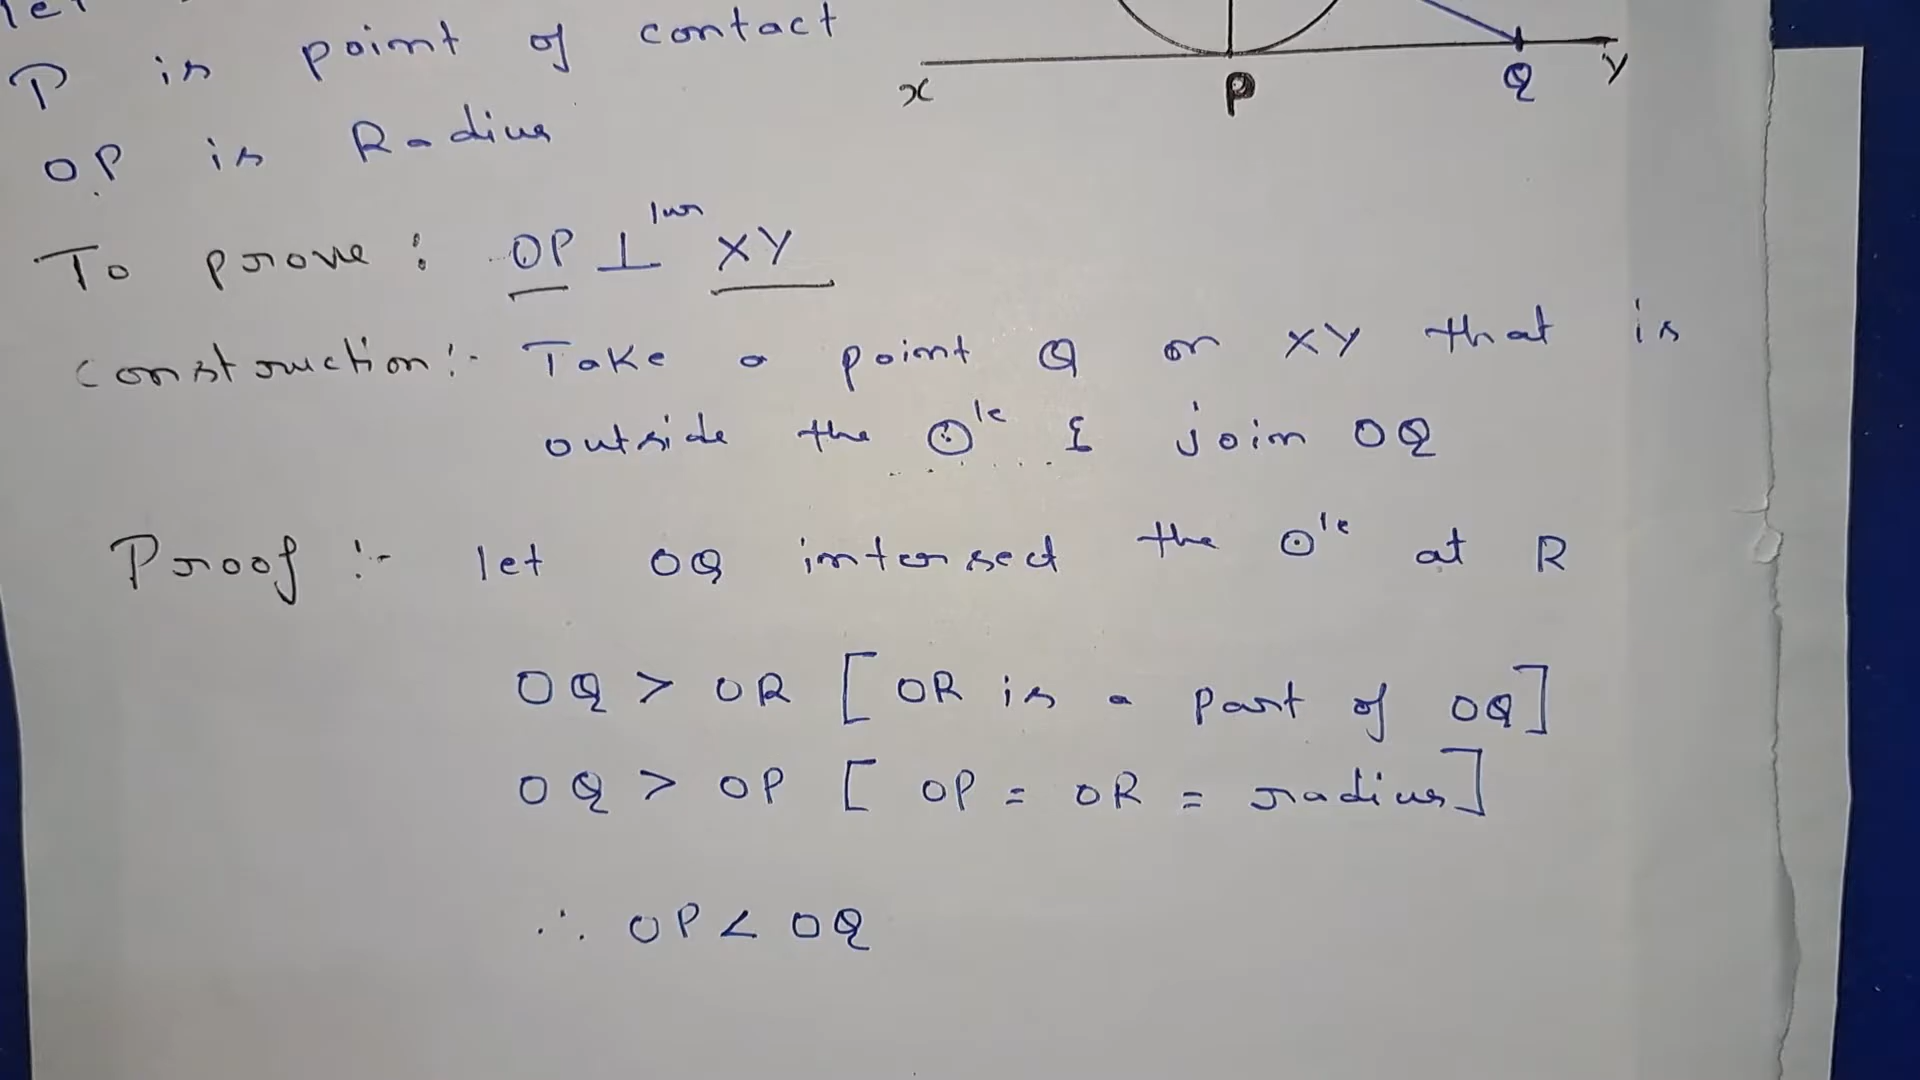 let
P is point of contact
OP is Radius
x P Q y
To prove : OP ⊥ lur XY
construction :- Take a point Q on XY that is
outside the ⊙le & join OQ
Proof :- let OQ intersect the ⊙le at R
OQ > OR [ OR is a part of OQ ]
OQ > OP [ OP = OR = radius ]
∴ OP < OQ